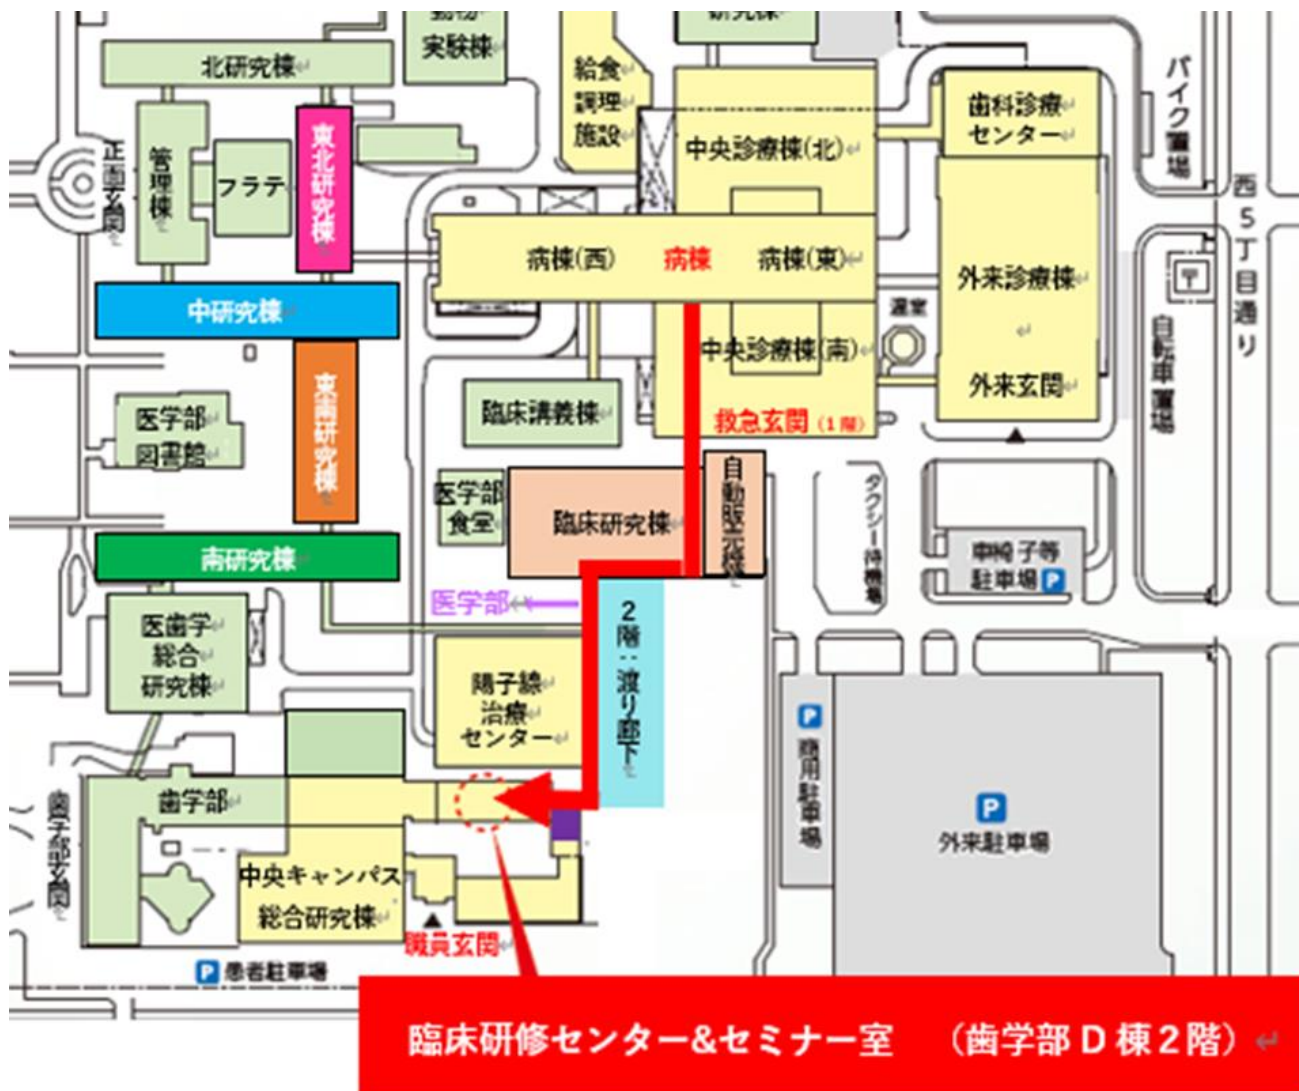 実験棟
北研究棟
給食
調理
施設
歯科診療
センター
バイク置場
正面玄関
管理棟
フラテ
東北研究棟
中央診療棟(北)
西5丁目通り
病棟(西)
病棟
病棟(東)
外来診療棟
〒
中研究棟
温室
自転車置場
中央診療棟(南)
外来玄関
東南研究棟
医学部
図書館
臨床講義棟
救急玄関(1階)
医学部
食堂
臨床研究棟
自動販売機
タクシー待機場
車椅子等
駐車場P
南研究棟
医学部
2階:渡り廊下
医歯学
総合
研究棟
陽子線
治療
センター
P
商用駐車場
歯学部
歯学部玄関
P
外来駐車場
中央キャンパス
総合研究棟
職員玄関
P患者駐車場
臨床研修センター&セミナー室 (歯学部D棟2階)